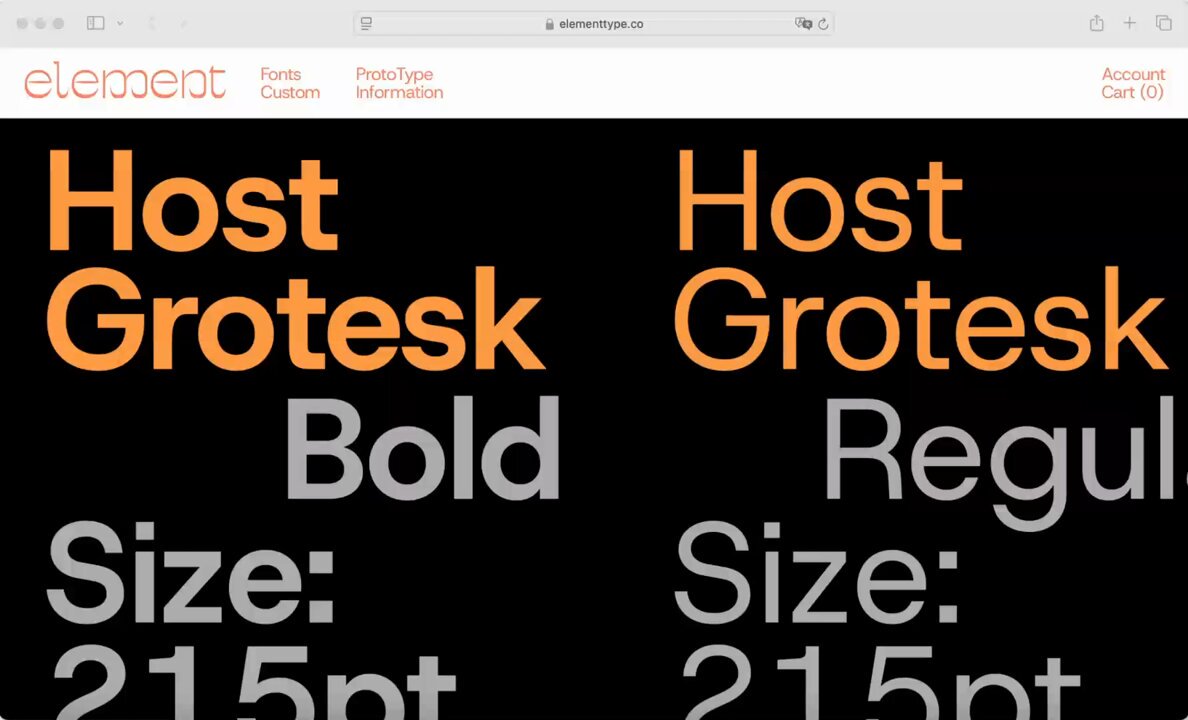 elementtype.co
element
Fonts
Custom
ProtoType
Information
Account
Cart (0)
Host
Grotesk
Bold
Size:
215pt
Host
Grotesk
Regul
Size:
215pt